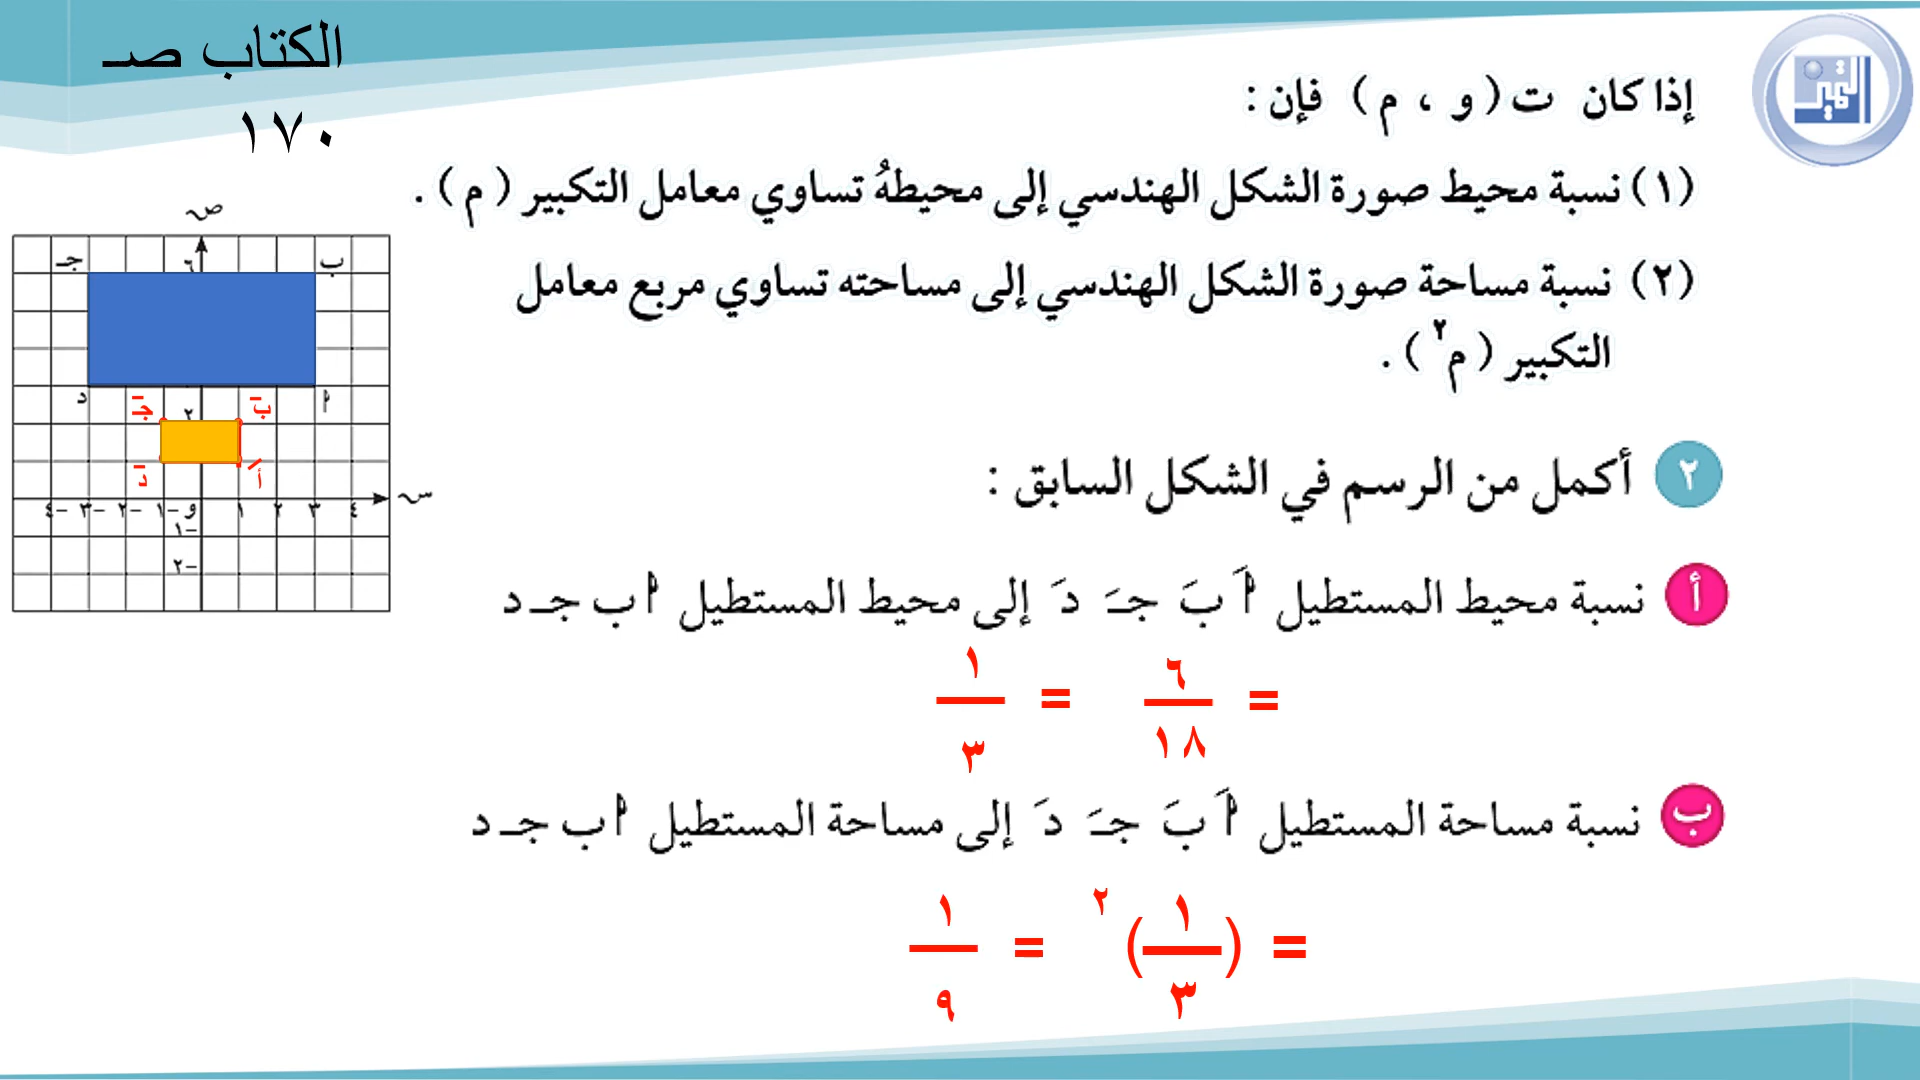 الكتاب صـ
١٧٠
التميز
إذا كان ت ( و ، م ) فإن :
(١) نسبة محيط صورة الشكل الهندسي إلى محيطهُ تساوي معامل التكبير ( م ) .
(٢) نسبة مساحة صورة الشكل الهندسي إلى مساحته تساوي مربع معامل
التكبير ( م٢ ) .
ص
جـ ٦ ب
د ٢ أ
جـَ بَ
دَ أَ
س
-٤ -٣ -٢ -١ و ١ ٢ ٣ ٤
-١
-٢
٢ أكمل من الرسم في الشكل السابق :
أ نسبة محيط المستطيل أَ بَ جـَ دَ إلى محيط المستطيل أ ب جـ د
= ٦/١٨ = ١/٣
ب نسبة مساحة المستطيل أَ بَ جـَ دَ إلى مساحة المستطيل أ ب جـ د
= (١/٣)٢ = ١/٩